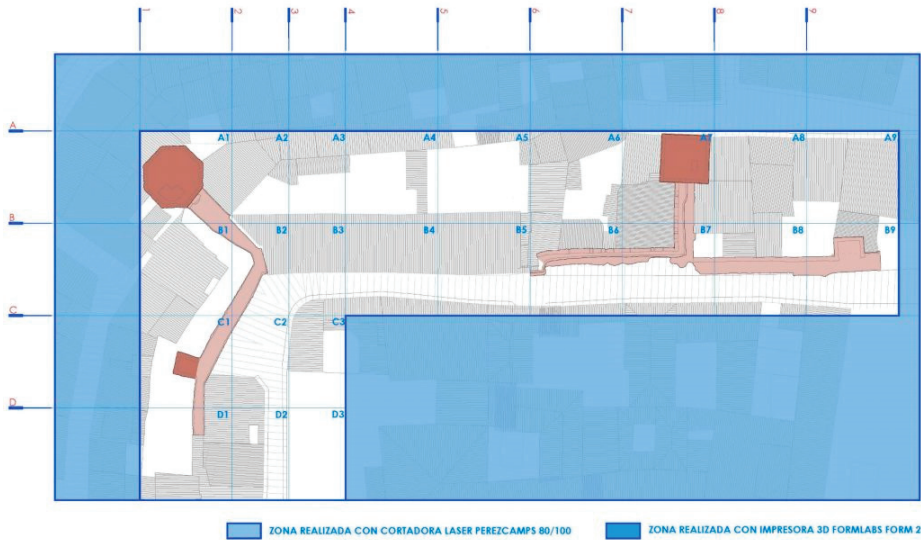 1 2 3 4 5 6 7 8 9
A
A1 A2 A3 A4 A5 A6 A7 A8 A9
B
B1 B2 B3 B4 B5 B6 B7 B8 B9
C
C1 C2 C3
D
D1 D2 D3
ZONA REALIZADA CON CORTADORA LASER PEREZCAMPS 80/100 ZONA REALIZADA CON IMPRESORA 3D FORMLABS FORM 2